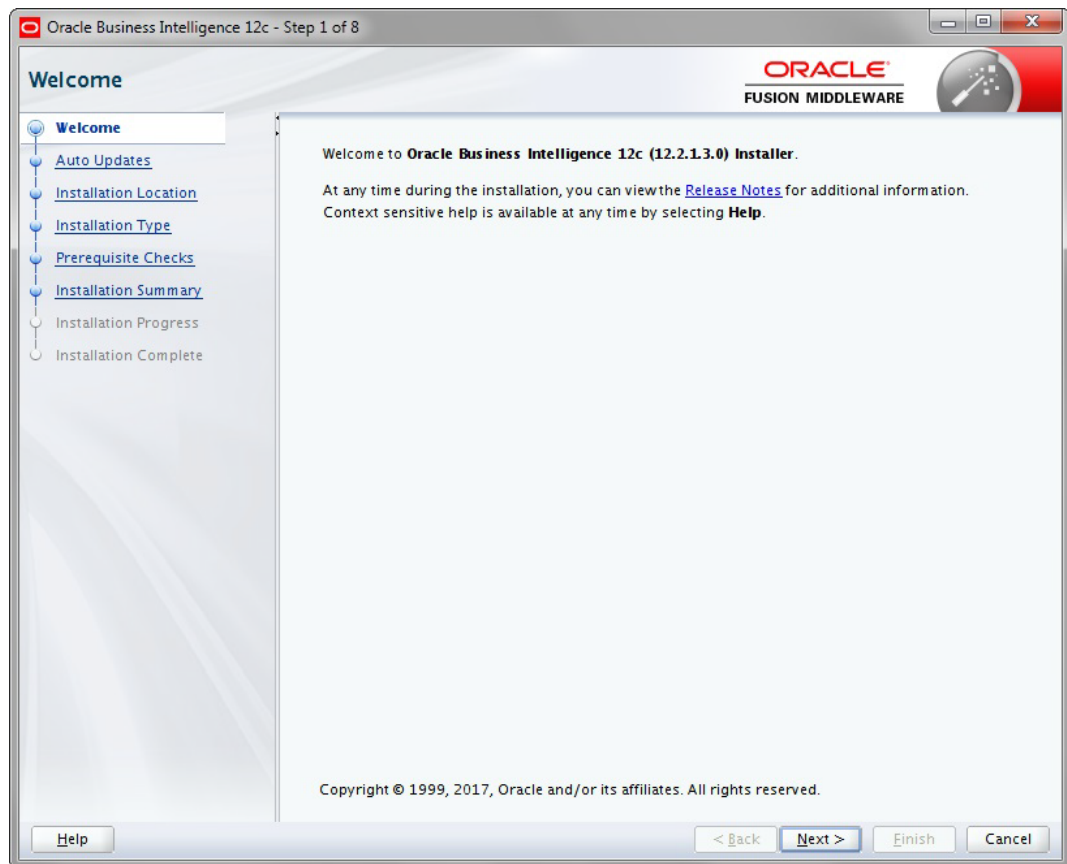 Oracle Business Intelligence 12c - Step 1 of 8
Welcome
ORACLE®
FUSION MIDDLEWARE
Welcome
Auto Updates
Installation Location
Installation Type
Prerequisite Checks
Installation Summary
Installation Progress
Installation Complete
Welcome to Oracle Business Intelligence 12c (12.2.1.3.0) Installer.
At any time during the installation, you can view the Release Notes for additional information.
Context sensitive help is available at any time by selecting Help.
Copyright © 1999, 2017, Oracle and/or its affiliates. All rights reserved.
Help
< Back
Next >
Finish
Cancel